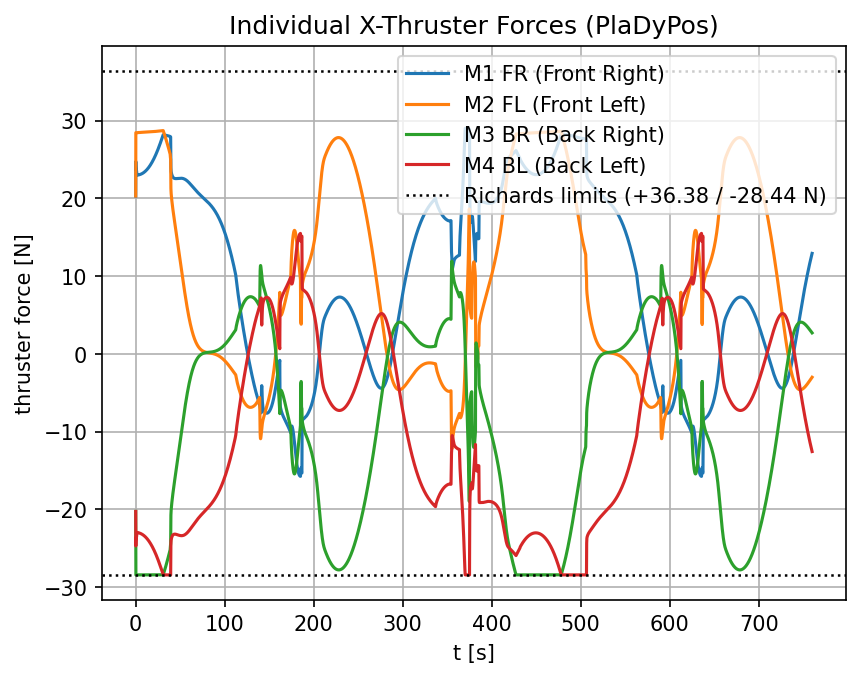 Individual X-Thruster Forces (PlaDyPos)
M1 FR (Front Right)
M2 FL (Front Left)
M3 BR (Back Right)
M4 BL (Back Left)
Richards limits (+36.38 / -28.44 N)
thruster force [N]
30
20
10
0
−10
−20
−30
0 100 200 300 400 500 600 700
t [s]